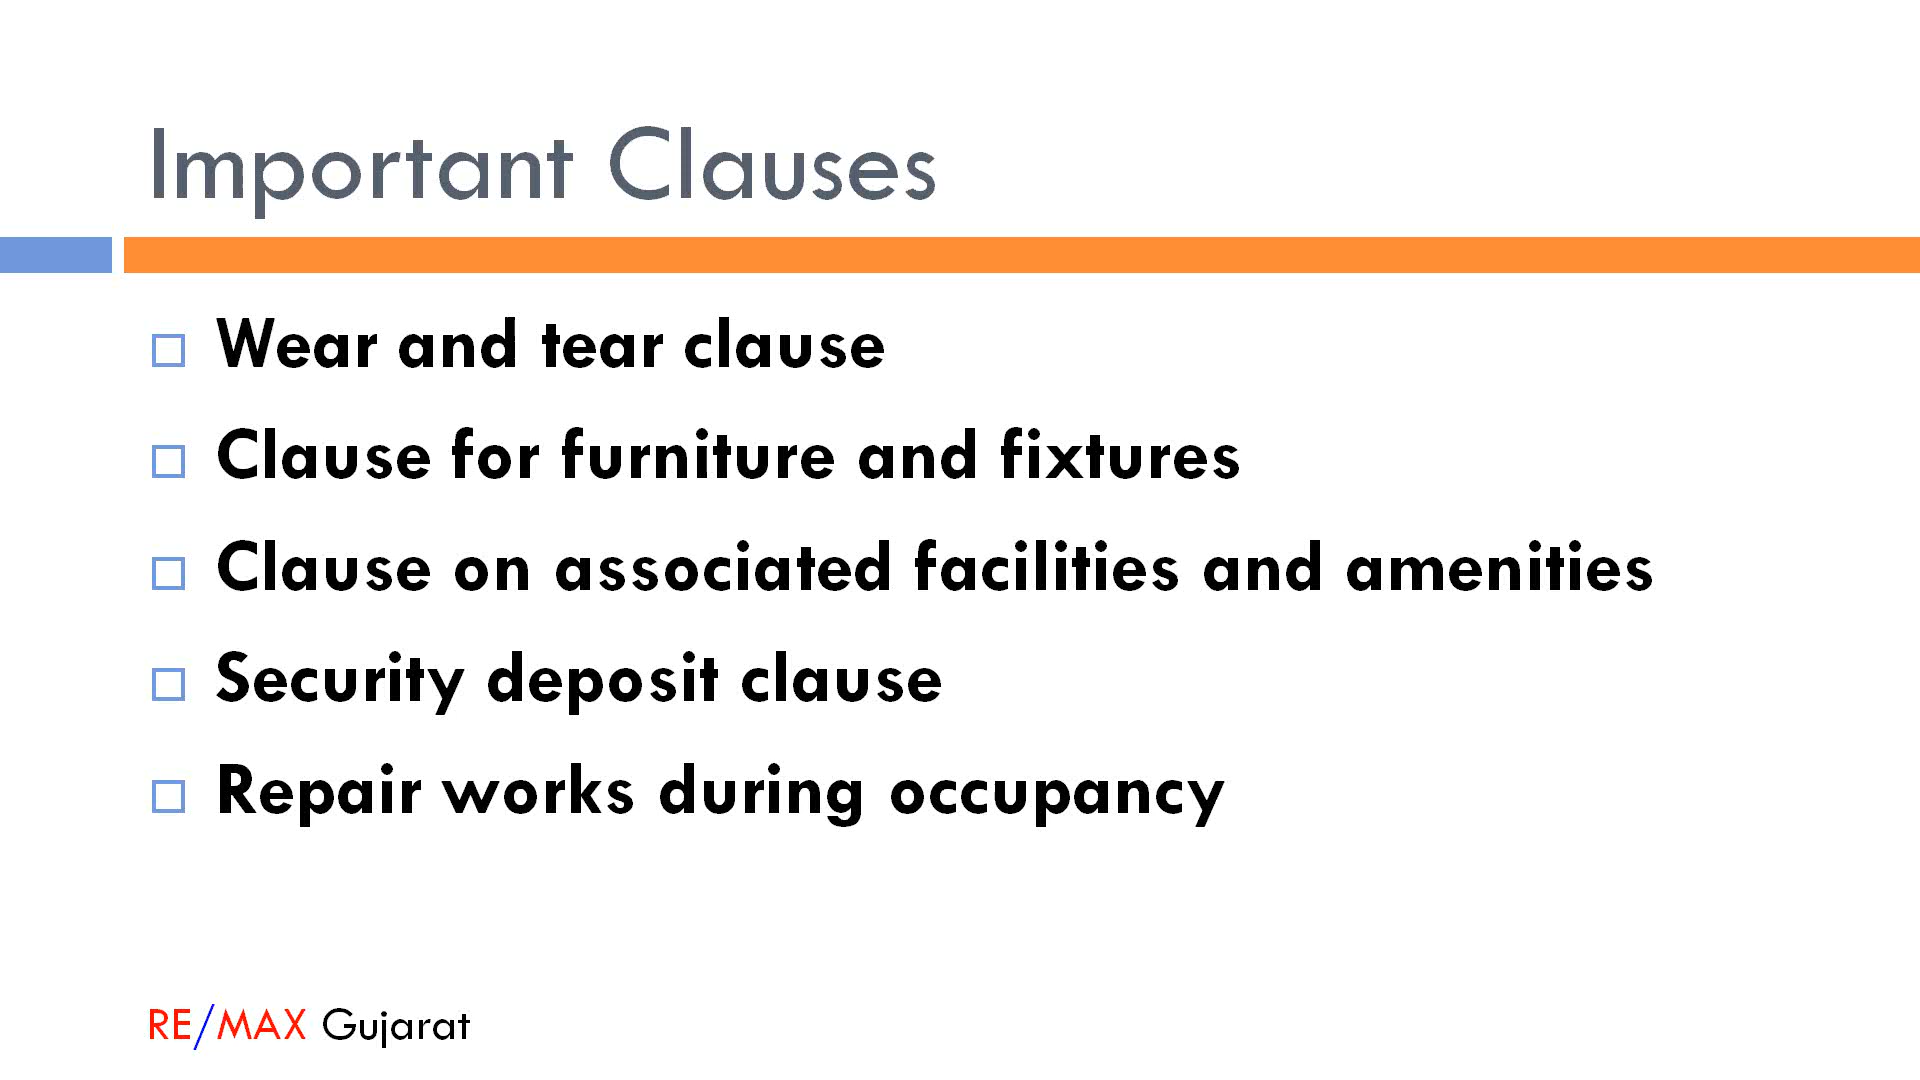 Important Clauses
Wear and tear clause
Clause for furniture and fixtures
Clause on associated facilities and amenities
Security deposit clause
Repair works during occupancy
RE/MAX Gujarat